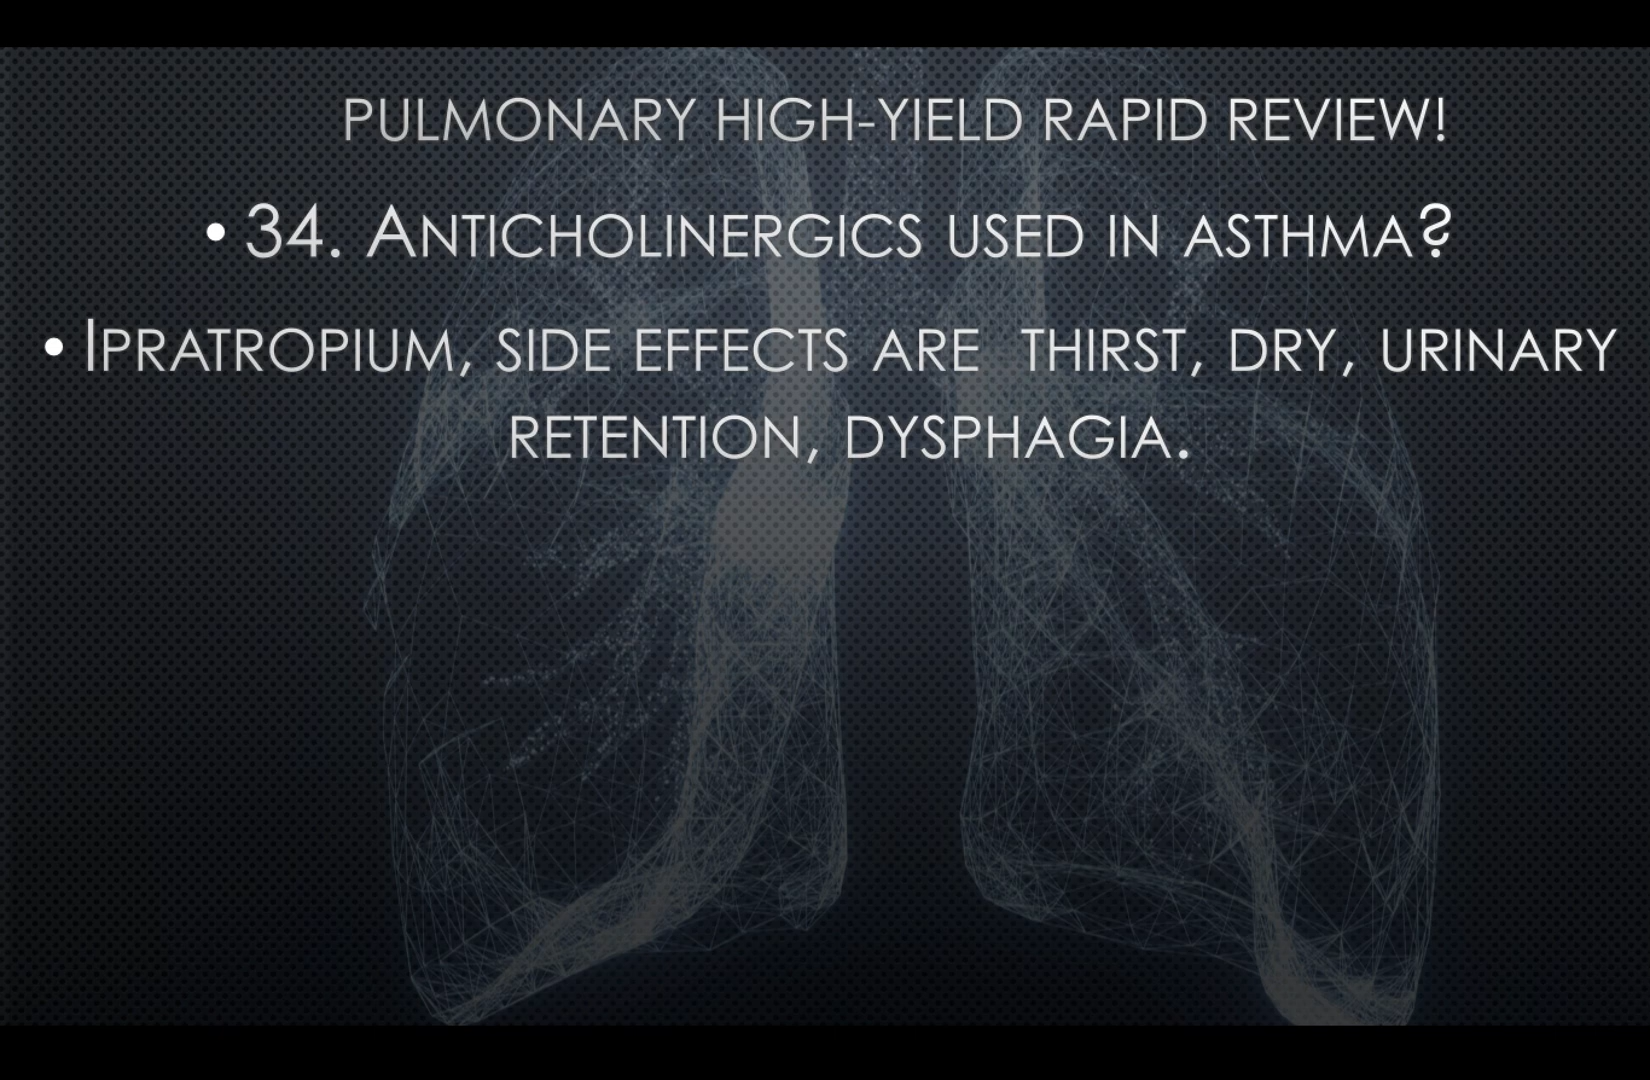 PULMONARY HIGH-YIELD RAPID REVIEW!
• 34. ANTICHOLINERGICS USED IN ASTHMA?
• IPRATROPIUM, SIDE EFFECTS ARE THIRST, DRY, URINARY
RETENTION, DYSPHAGIA.